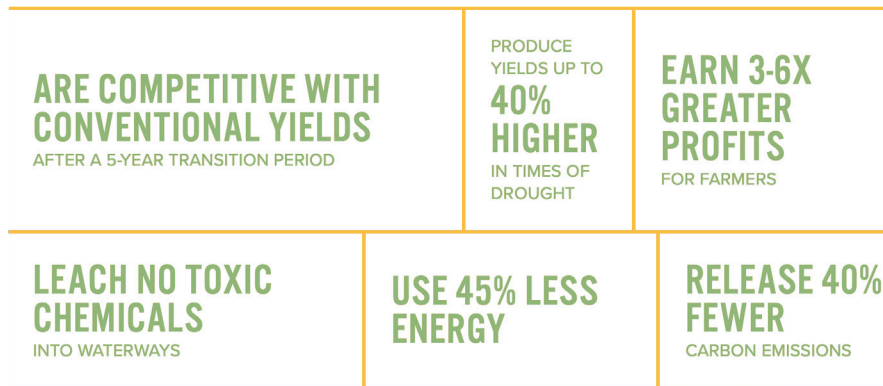 ARE COMPETITIVE WITH
CONVENTIONAL YIELDS
AFTER A 5-YEAR TRANSITION PERIOD
PRODUCE
YIELDS UP TO
40%
HIGHER
IN TIMES OF
DROUGHT
EARN 3-6X
GREATER
PROFITS
FOR FARMERS
LEACH NO TOXIC
CHEMICALS
INTO WATERWAYS
USE 45% LESS
ENERGY
RELEASE 40%
FEWER
CARBON EMISSIONS